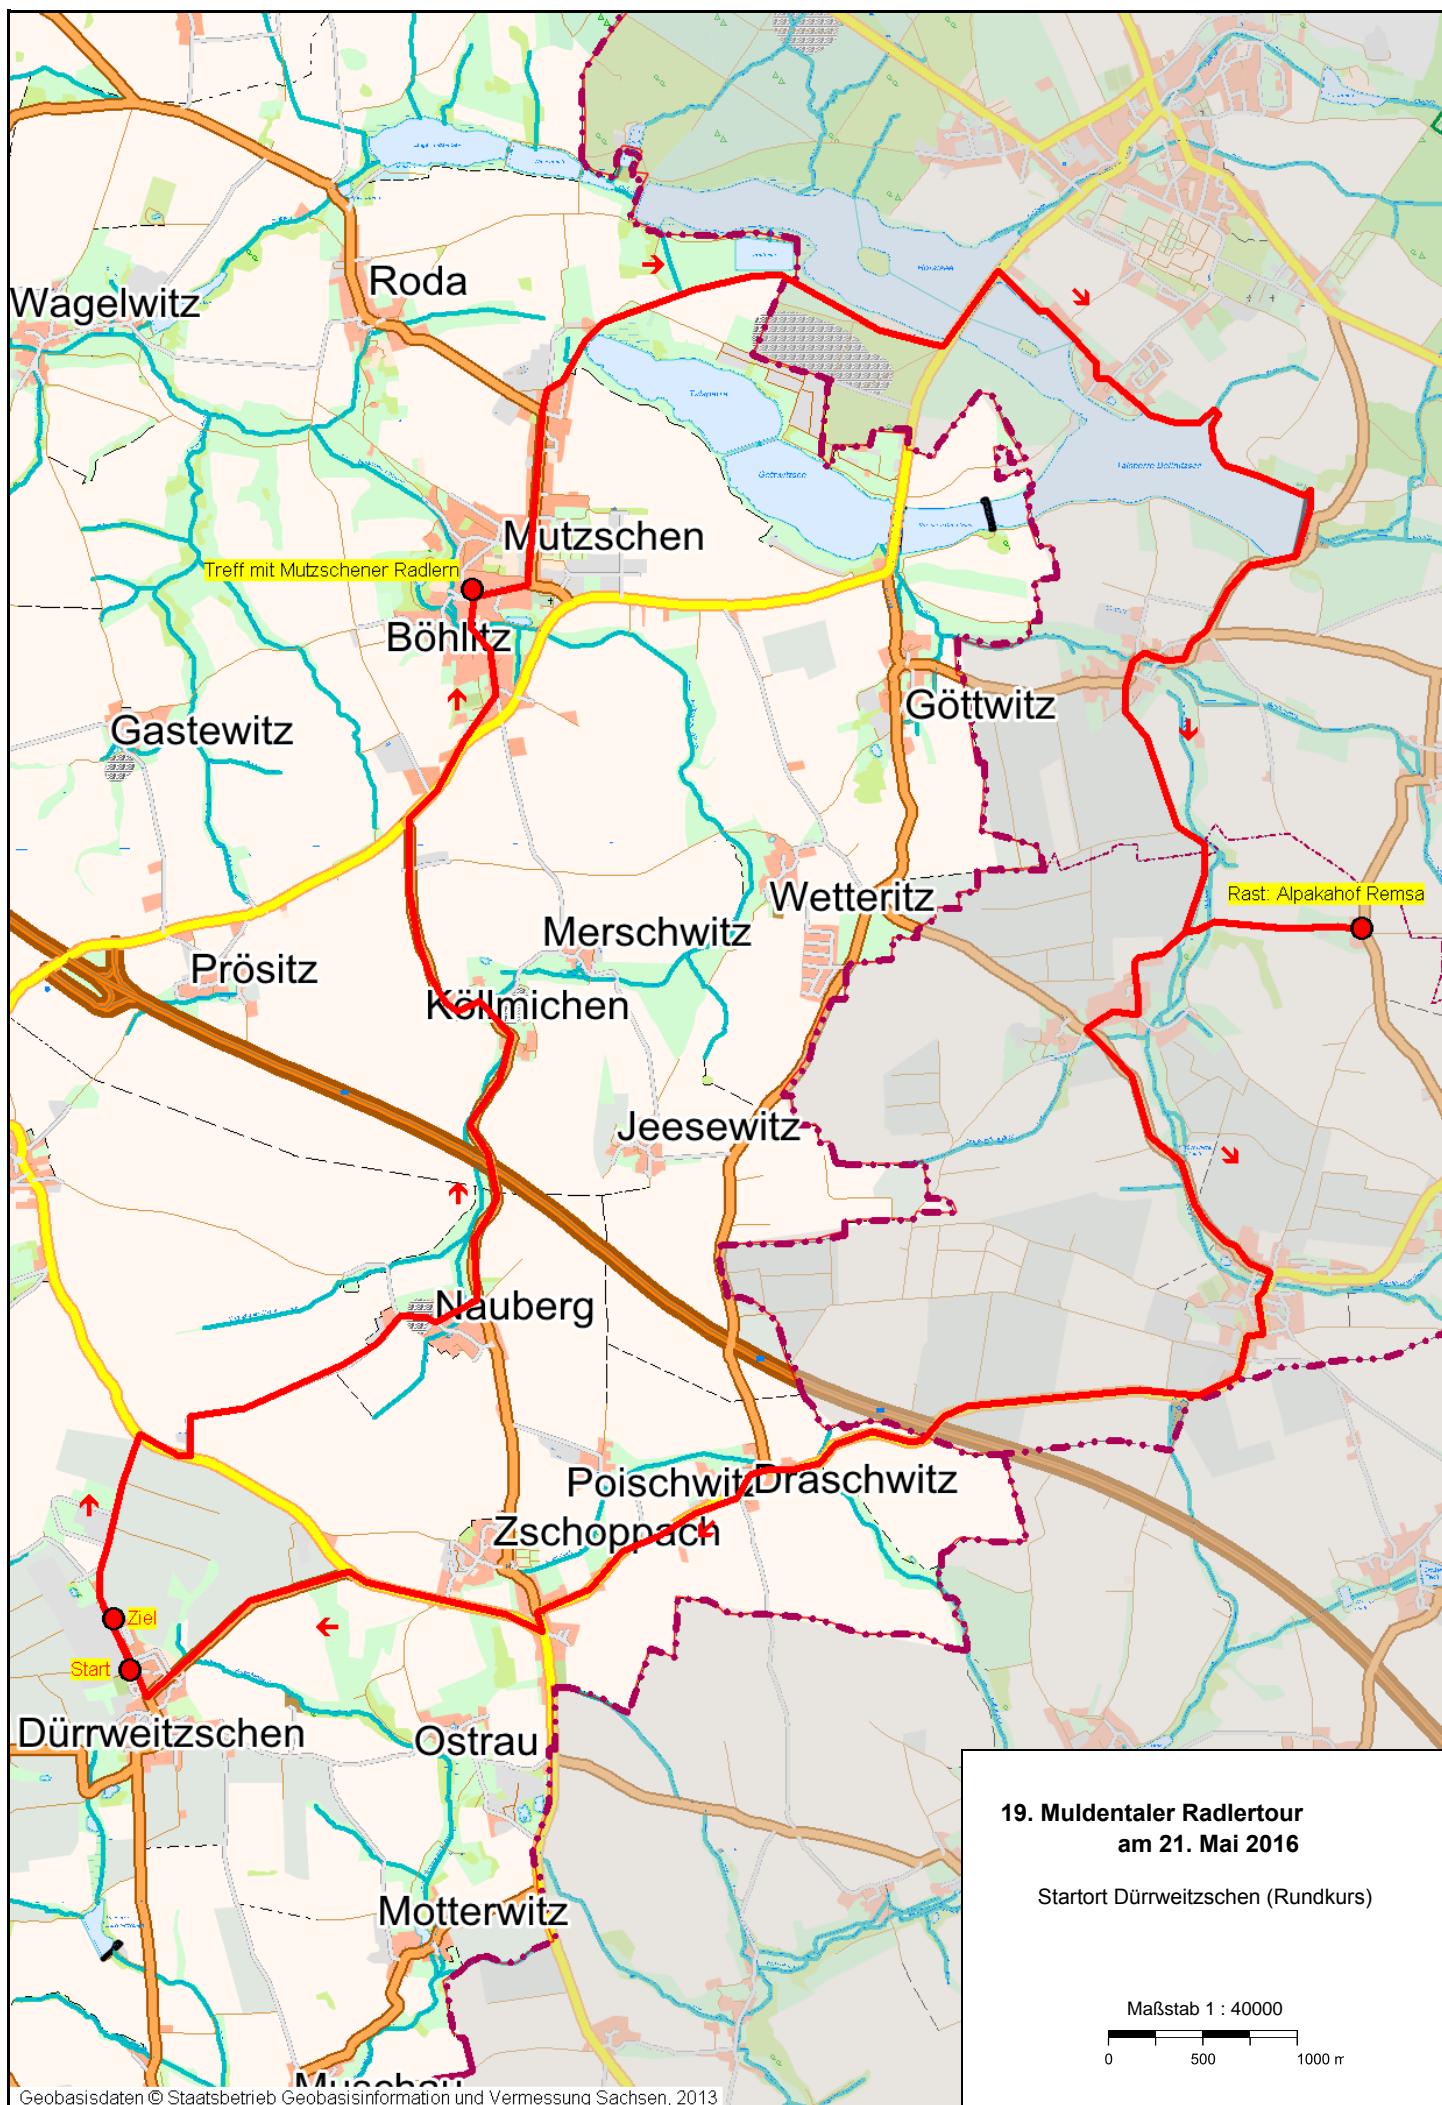 Roda
Wagelwitz
Mutzschen
Treff mit Mutzschener Radlern
Böhlitz
Göttwitz
Gastewitz
Wetteritz
Rast: Alpakahof Remsa
Merschwitz
Prösitz
Köllmichen
Jeesewitz
Nauberg
Poischwitz
Draschwitz
Zschoppach
Ziel
Start
Dürrweitzschen
Ostrau
Motterwitz
19. Muldentaler Radlertour
am 21. Mai 2016
Startort Dürrweitzschen (Rundkurs)
Maßstab 1 : 40000
0 500 1000 m
Geobasisdaten © Staatsbetrieb Geobasisinformation und Vermessung Sachsen, 2013